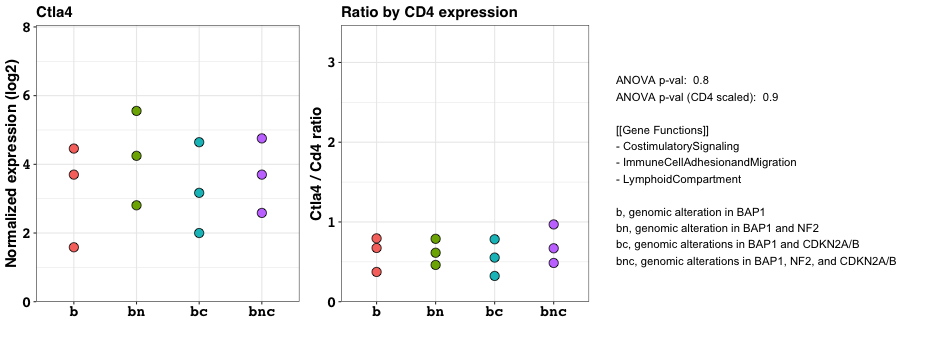 Ctla4
Normalized expression (log2)
8
6
4
2
0
b bn bc bnc
Ratio by CD4 expression
Ctla4 / Cd4 ratio
3
2
1
0
b bn bc bnc
ANOVA p-val: 0.8
ANOVA p-val (CD4 scaled): 0.9
[[Gene Functions]]
- CostimulatorySignaling
- ImmuneCellAdhesionandMigration
- LymphoidCompartment
b, genomic alteration in BAP1
bn, genomic alteration in BAP1 and NF2
bc, genomic alterations in BAP1 and CDKN2A/B
bnc, genomic alterations in BAP1, NF2, and CDKN2A/B